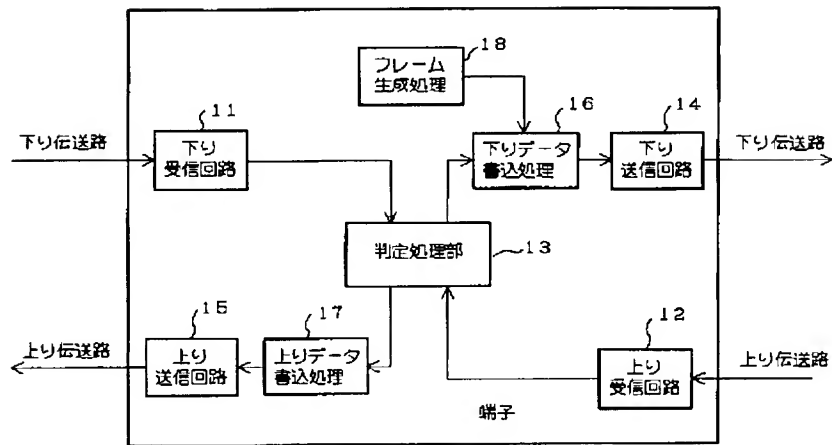 18
フレーム
生成処理
11
16
14
下り伝送路
下り
受信回路
下りデータ
書込処理
下り
送信回路
下り伝送路
判定処理部
13
15
17
12
上り伝送路
上り
送信回路
上りデータ
書込処理
上り
受信回路
上り伝送路
端子